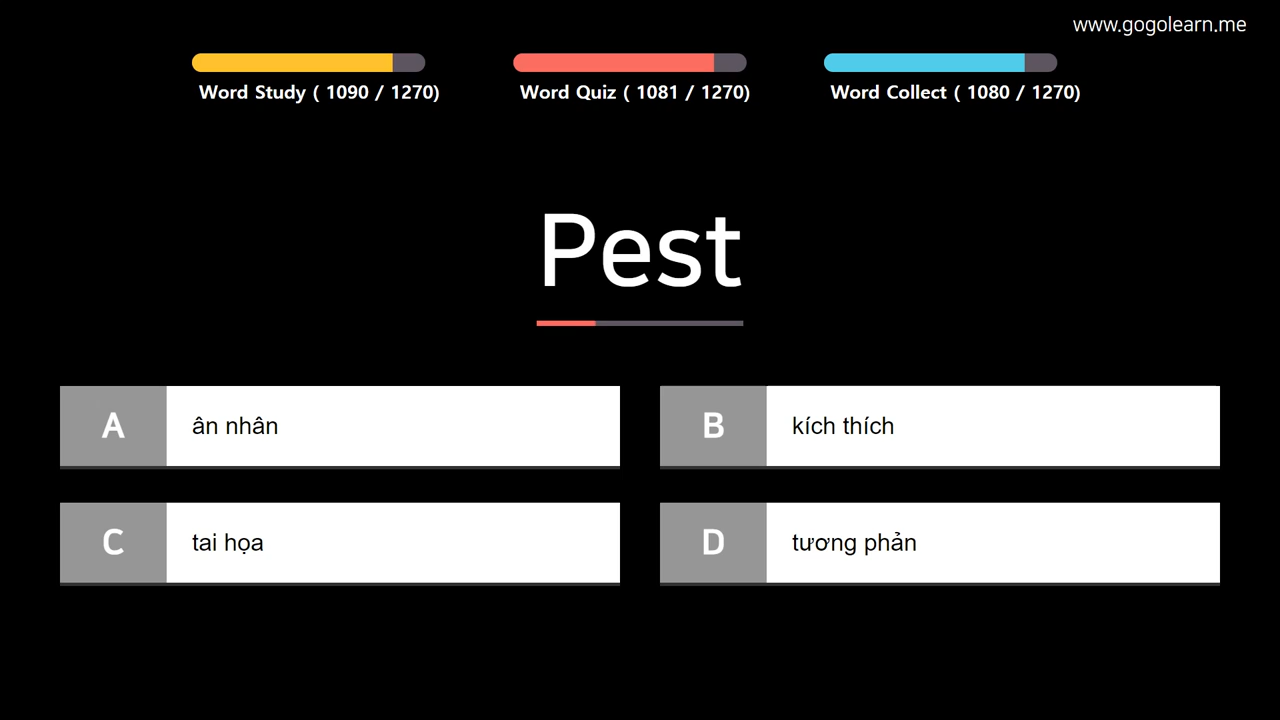 www.gogolearn.me
Word Study ( 1090 / 1270)
Word Quiz ( 1081 / 1270)
Word Collect ( 1080 / 1270)
Pest
A
ân nhân
B
kích thích
C
tai họa
D
tương phản